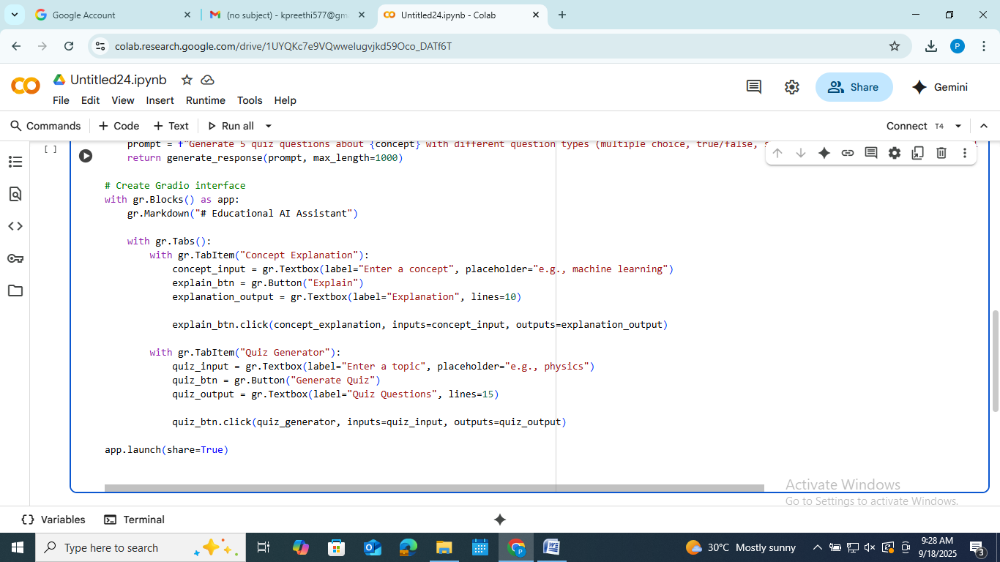 Google Account
(no subject) - kpreethi577@gm
Untitled24.ipynb - Colab
colab.research.google.com/drive/1UYQKc7e9VQwwelugvjkd59Oco_DATf6T
P
Untitled24.ipynb
File Edit View Insert Runtime Tools Help
Share
Gemini
Commands + Code + Text Run all
Connect T4
[ ]
prompt = f"Generate 5 quiz questions about {concept} with different question types (multiple choice, true/false,
return generate_response(prompt, max_length=1000)
# Create Gradio interface
with gr.Blocks() as app:
gr.Markdown("# Educational AI Assistant")
with gr.Tabs():
with gr.TabItem("Concept Explanation"):
concept_input = gr.Textbox(label="Enter a concept", placeholder="e.g., machine learning")
explain_btn = gr.Button("Explain")
explanation_output = gr.Textbox(label="Explanation", lines=10)
explain_btn.click(concept_explanation, inputs=concept_input, outputs=explanation_output)
with gr.TabItem("Quiz Generator"):
quiz_input = gr.Textbox(label="Enter a topic", placeholder="e.g., physics")
quiz_btn = gr.Button("Generate Quiz")
quiz_output = gr.Textbox(label="Quiz Questions", lines=15)
quiz_btn.click(quiz_generator, inputs=quiz_input, outputs=quiz_output)
app.launch(share=True)
Activate Windows
Go to Settings to activate Windows.
Variables Terminal
Type here to search
30°C Mostly sunny
9:28 AM
9/18/2025
3